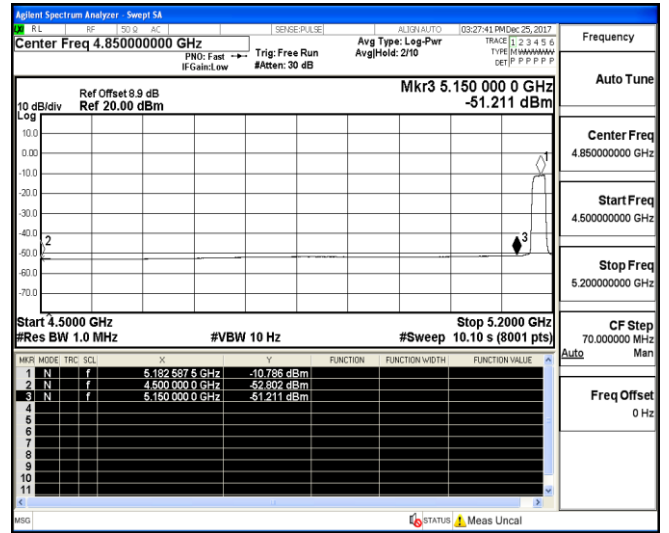 Agilent Spectrum Analyzer - Swept SA
RL RF 50 Ω AC SENSE:PULSE ALIGN AUTO 03:27:41 PM Dec 25, 2017
Center Freq 4.850000000 GHz
PNO: Fast
IFGain:Low
Trig: Free Run
#Atten: 30 dB
Avg Type: Log-Pwr
Avg|Hold: 2/10
TRACE 1 2 3 4 5 6
TYPE M W W W W W
DET P P P P P P
Mkr3 5.150 000 0 GHz
-51.211 dBm
Ref Offset 8.9 dB
10 dB/div Ref 20.00 dBm
Log
10.0
0.00
-10.0
-20.0
-30.0
-40.0
-50.0
-60.0
-70.0
1
2
3
Start 4.5000 GHz Stop 5.2000 GHz
#Res BW 1.0 MHz #VBW 10 Hz #Sweep 10.10 s (8001 pts)
MKR MODE TRC SCL X Y FUNCTION FUNCTION WIDTH FUNCTION VALUE
1 N f 5.182 587 5 GHz -10.786 dBm
2 N f 4.500 000 0 GHz -52.802 dBm
3 N f 5.150 000 0 GHz -51.211 dBm
4
5
6
7
8
9
10
11
MSG STATUS Meas Uncal
Frequency
Auto Tune
Center Freq
4.850000000 GHz
Start Freq
4.500000000 GHz
Stop Freq
5.200000000 GHz
CF Step
70.000000 MHz
Auto Man
Freq Offset
0 Hz